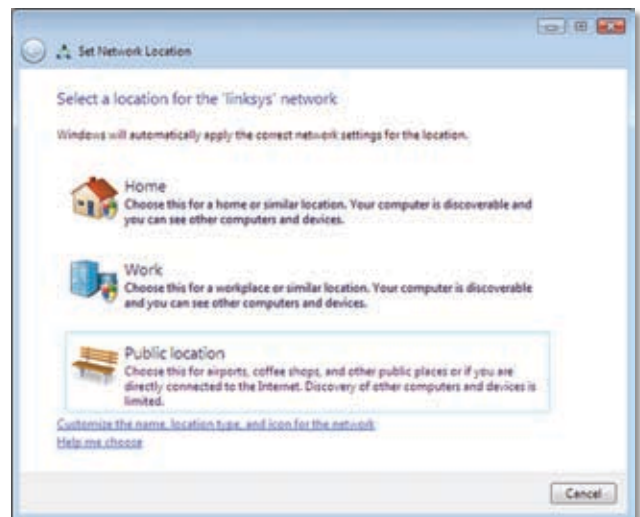 Set Network Location
Select a location for the 'linksys' network
Windows will automatically apply the correct network settings for the location.
Home
Choose this for a home or similar location. Your computer is discoverable and
you can see other computers and devices.
Work
Choose this for a workplace or similar location. Your computer is discoverable
and you can see other computers and devices.
Public location
Choose this for airports, coffee shops, and other public places or if you are
directly connected to the Internet. Discovery of other computers and devices is
limited.
Customize the name, location type, and icon for the network
Help me choose
Cancel